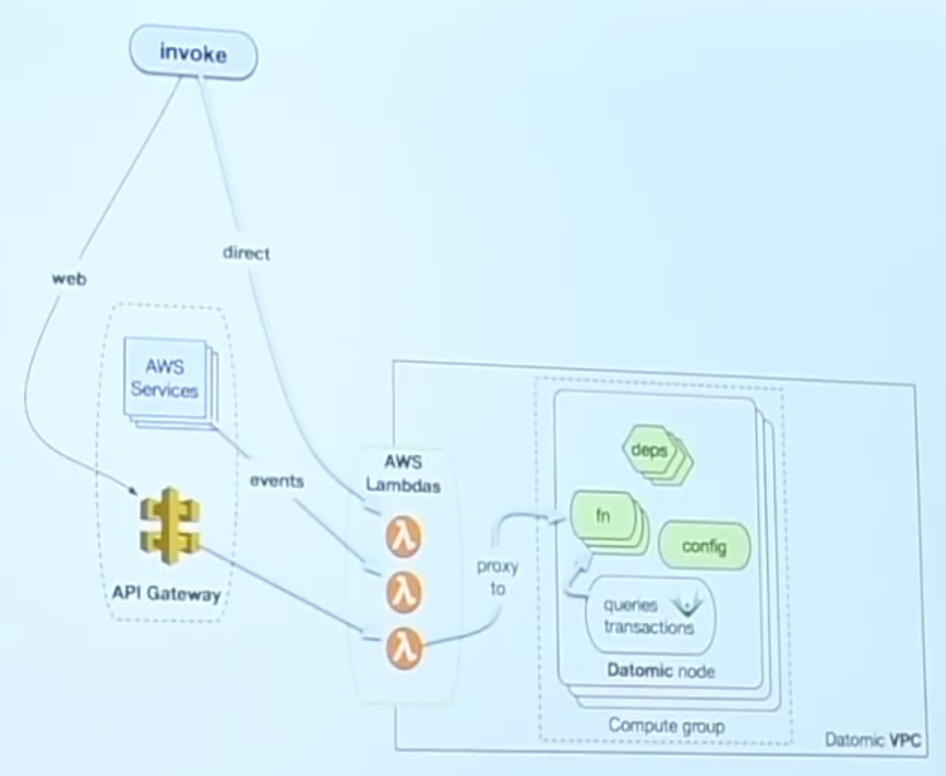 invoke
direct
web
AWS
Services
events
API Gateway
AWS
Lambdas
λ
λ
λ
proxy
to
deps
fn
config
queries
transactions
Datomic node
Compute group
Datomic VPC